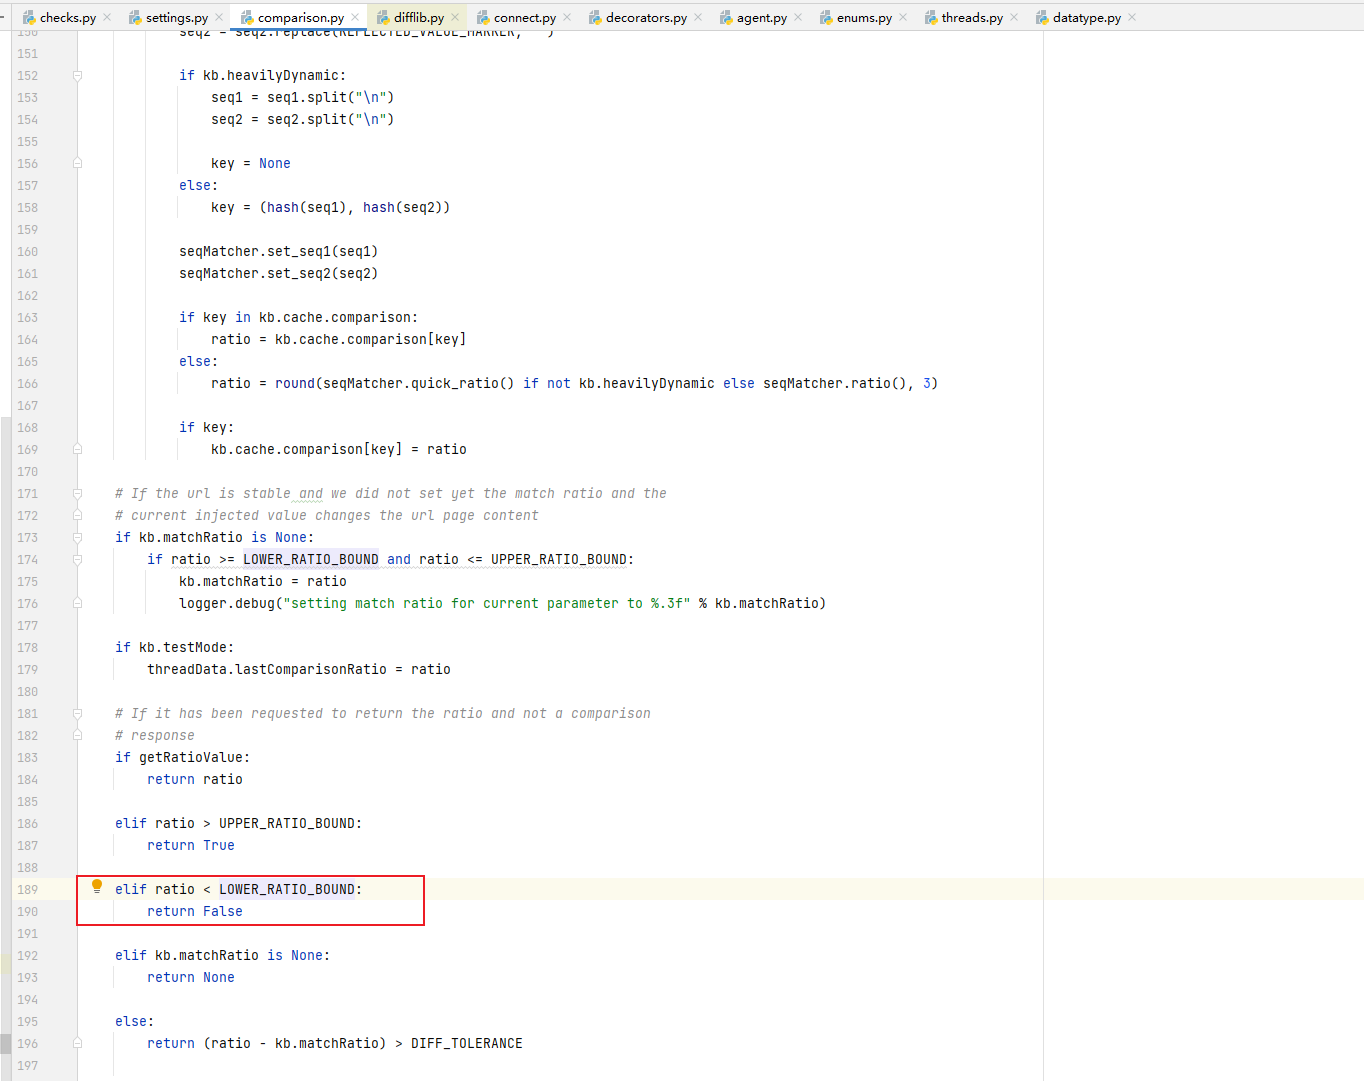 checks.py settings.py comparison.py difflib.py connect.py decorators.py agent.py enums.py threads.py datatype.py
150 seq2 = seq2.replace(REFLECTED_VALUE_MARKER, "")
151
152 if kb.heavilyDynamic:
153 seq1 = seq1.split("\n")
154 seq2 = seq2.split("\n")
155
156 key = None
157 else:
158 key = (hash(seq1), hash(seq2))
159
160 seqMatcher.set_seq1(seq1)
161 seqMatcher.set_seq2(seq2)
162
163 if key in kb.cache.comparison:
164 ratio = kb.cache.comparison[key]
165 else:
166 ratio = round(seqMatcher.quick_ratio() if not kb.heavilyDynamic else seqMatcher.ratio(), 3)
167
168 if key:
169 kb.cache.comparison[key] = ratio
170
171 # If the url is stable and we did not set yet the match ratio and the
172 # current injected value changes the url page content
173 if kb.matchRatio is None:
174 if ratio >= LOWER_RATIO_BOUND and ratio <= UPPER_RATIO_BOUND:
175 kb.matchRatio = ratio
176 logger.debug("setting match ratio for current parameter to %.3f" % kb.matchRatio)
177
178 if kb.testMode:
179 threadData.lastComparisonRatio = ratio
180
181 # If it has been requested to return the ratio and not a comparison
182 # response
183 if getRatioValue:
184 return ratio
185
186 elif ratio > UPPER_RATIO_BOUND:
187 return True
188
189 elif ratio < LOWER_RATIO_BOUND:
190 return False
191
192 elif kb.matchRatio is None:
193 return None
194
195 else:
196 return (ratio - kb.matchRatio) > DIFF_TOLERANCE
197